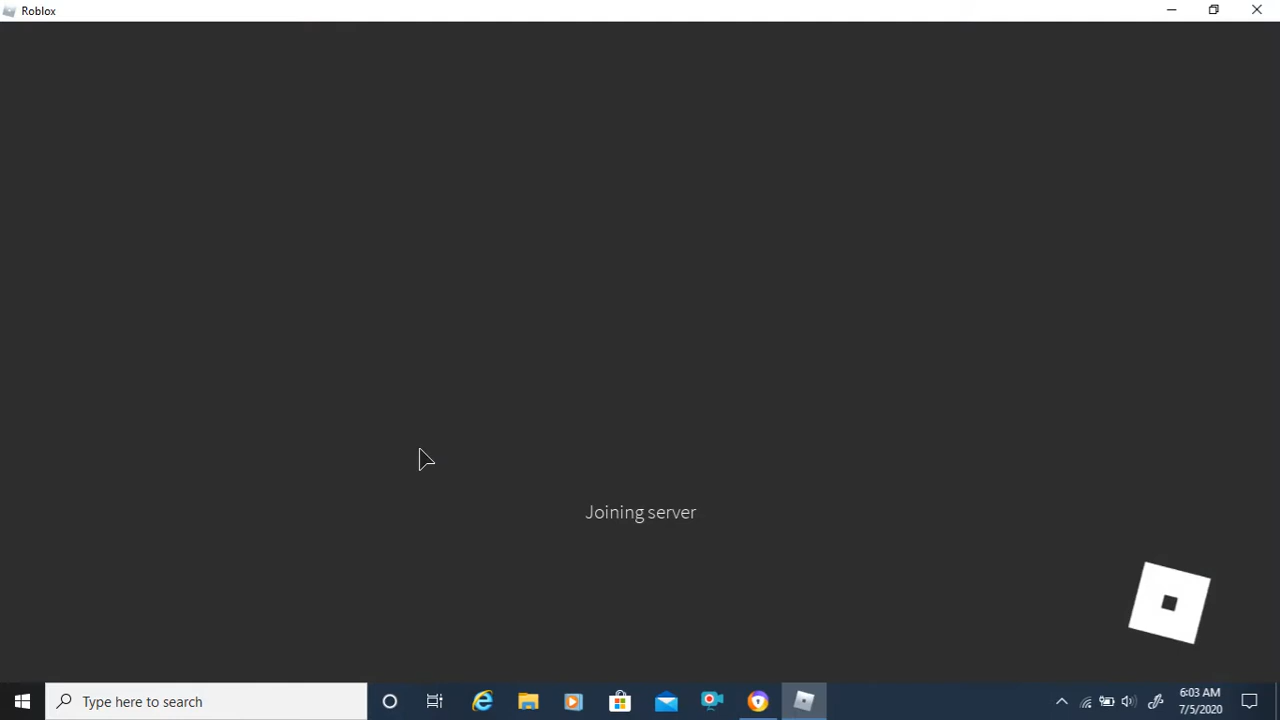 Roblox
Joining server
Type here to search
6:03 AM
7/5/2020